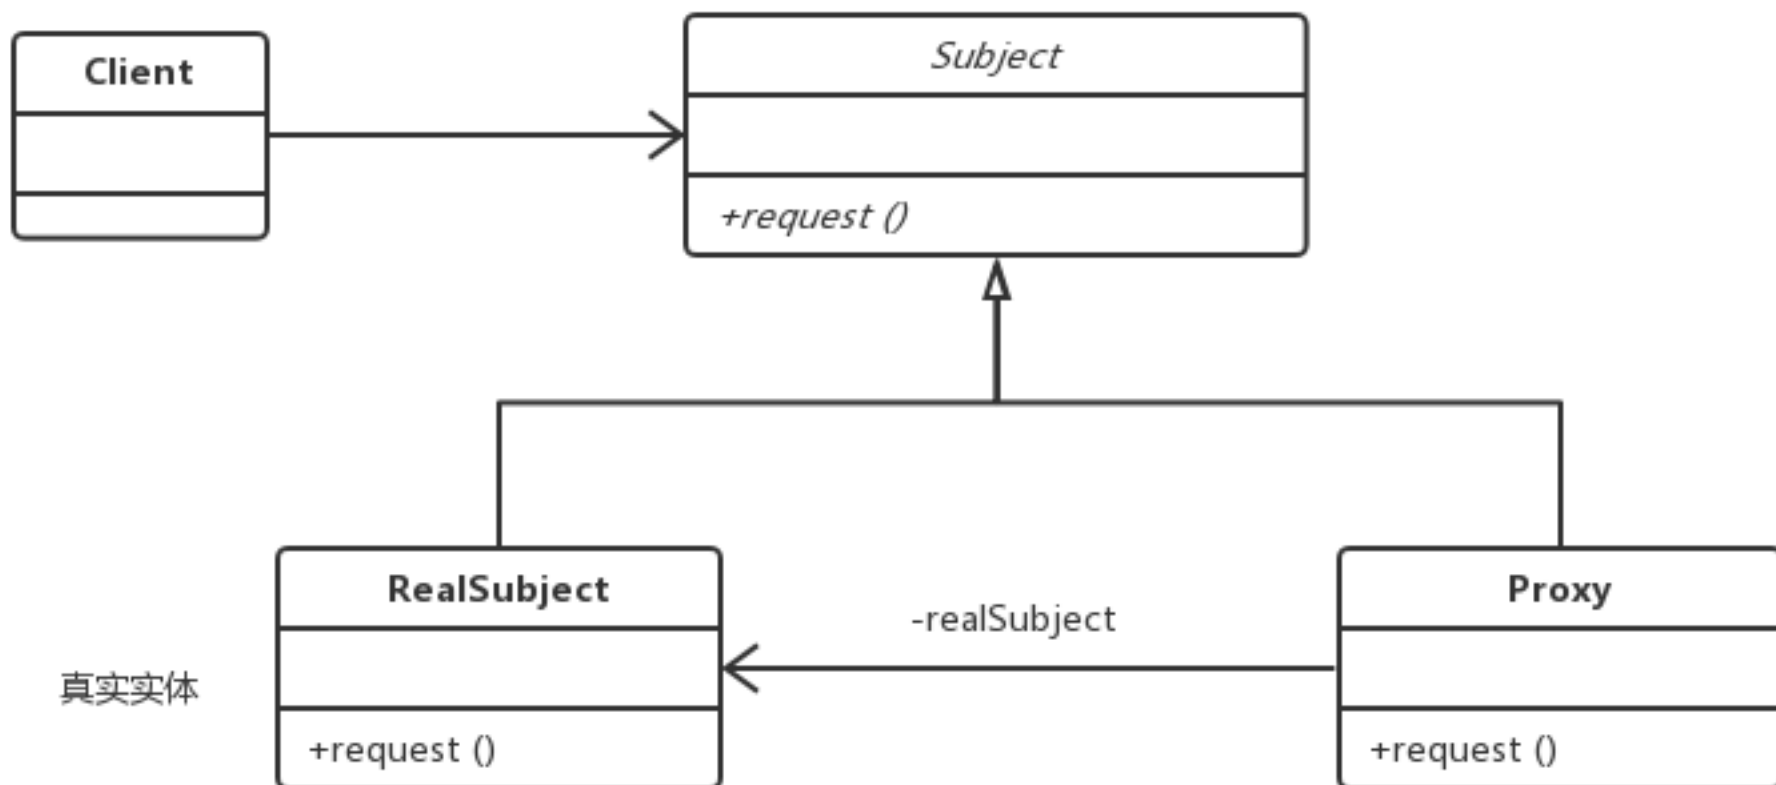 Client
Subject
+request ()
RealSubject
-realSubject
Proxy
真实实体
+request ()
+request ()